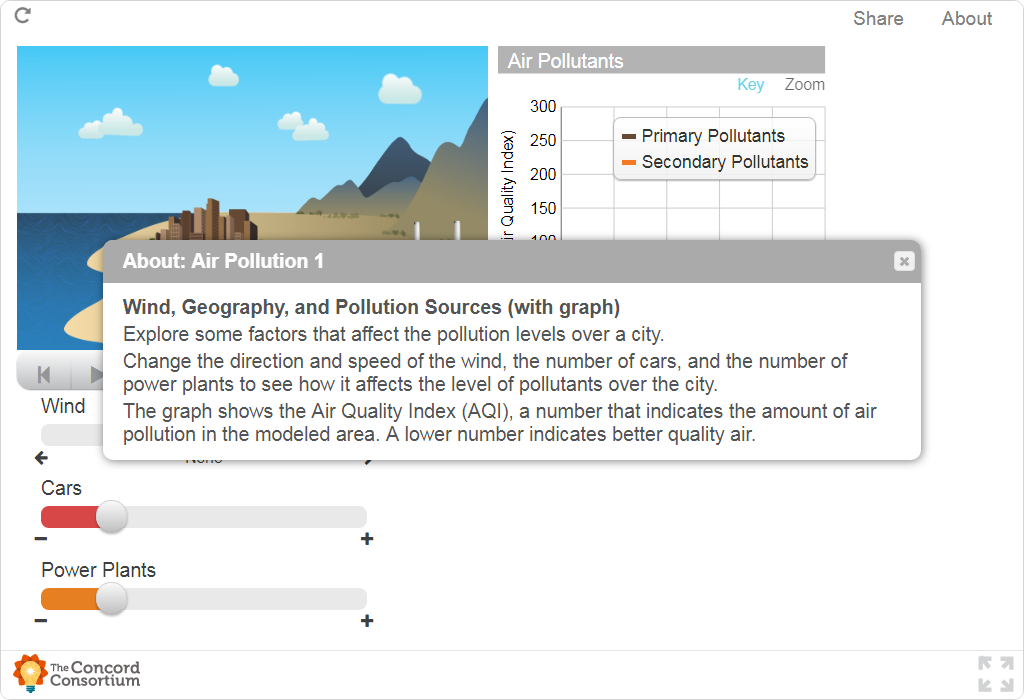 Share About
Air Pollutants
Key Zoom
300
250
200
150
Primary Pollutants
Secondary Pollutants
Quality Index)
About: Air Pollution 1
Wind, Geography, and Pollution Sources (with graph)
Explore some factors that affect the pollution levels over a city.
Change the direction and speed of the wind, the number of cars, and the number of
power plants to see how it affects the level of pollutants over the city.
The graph shows the Air Quality Index (AQI), a number that indicates the amount of air
pollution in the modeled area. A lower number indicates better quality air.
Wind
Cars
Power Plants
The Concord
Consortium